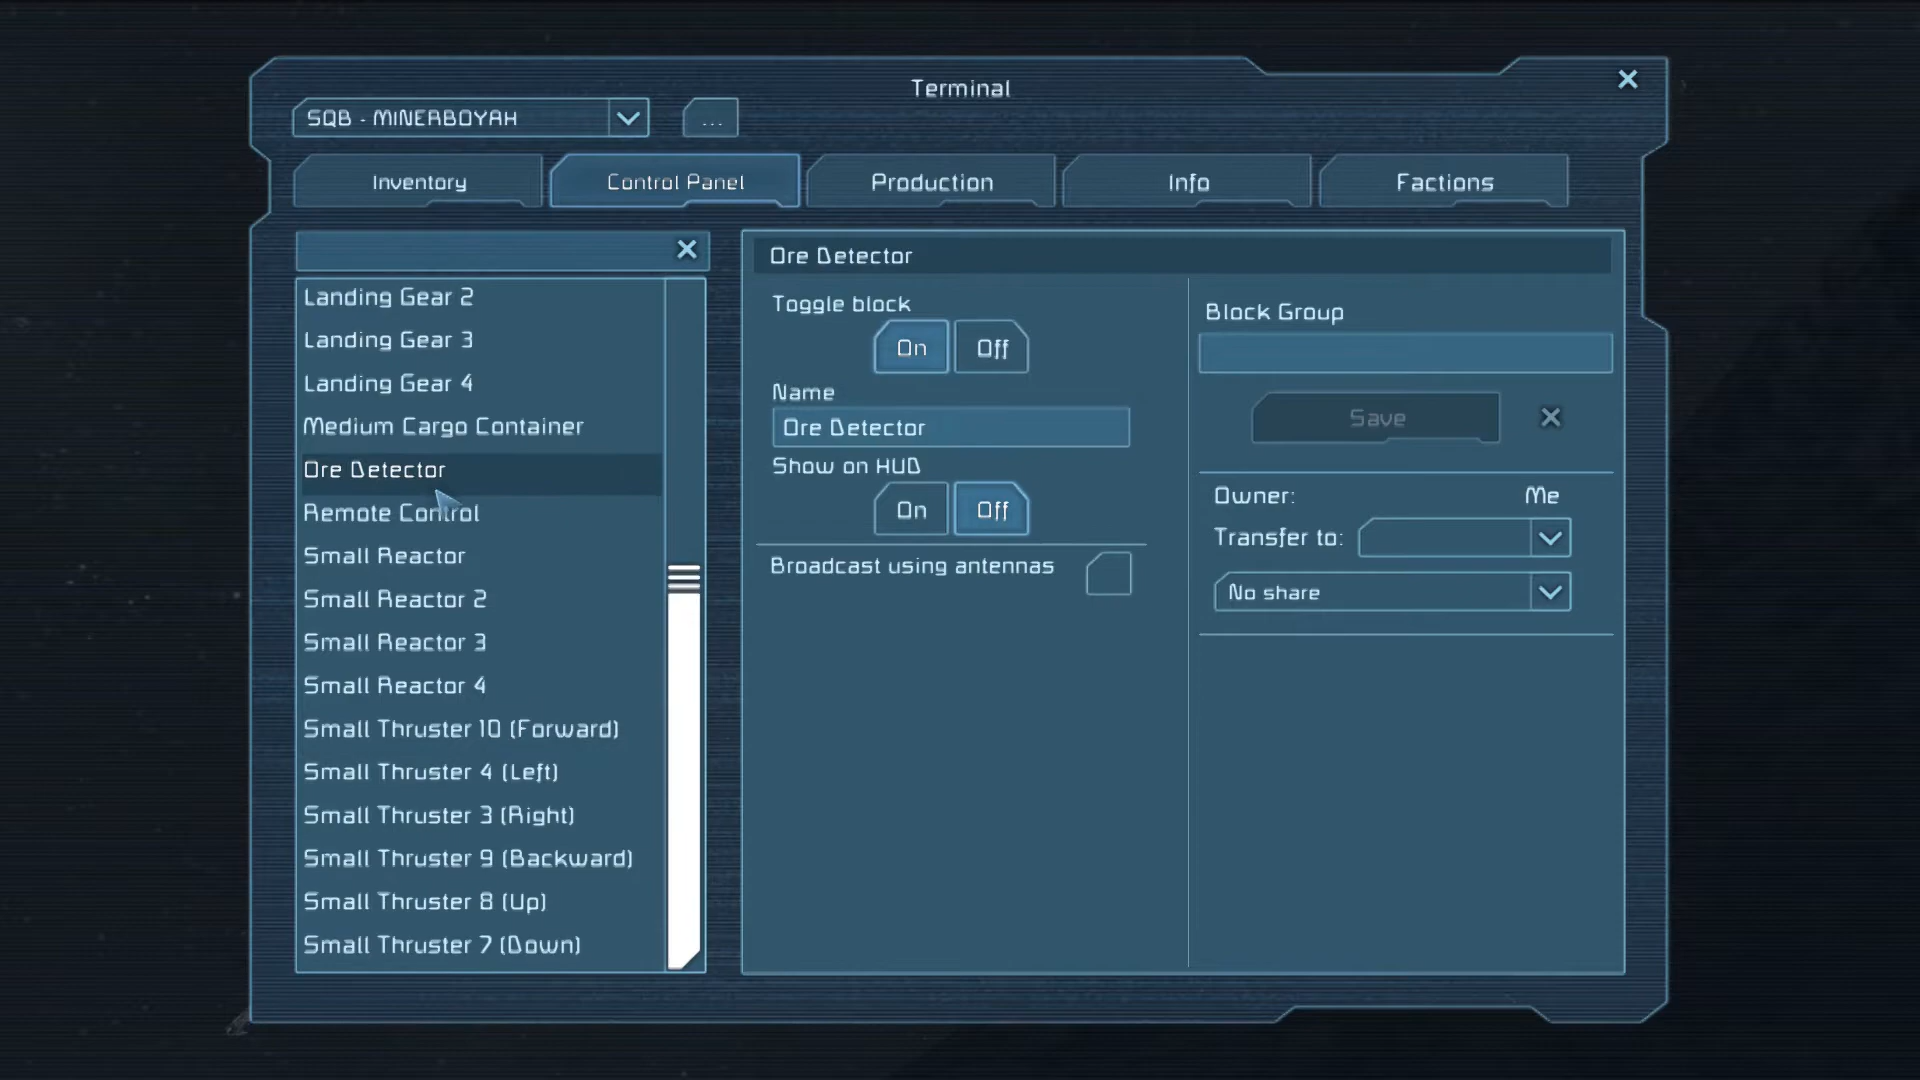 Terminal
SQB - MINERBOYAH
...
Inventory
Control Panel
Production
Info
Factions
Landing Gear 2
Landing Gear 3
Landing Gear 4
Medium Cargo Container
Ore Detector
Remote Control
Small Reactor
Small Reactor 2
Small Reactor 3
Small Reactor 4
Small Thruster 10 (Forward)
Small Thruster 4 (Left)
Small Thruster 3 (Right)
Small Thruster 9 (Backward)
Small Thruster 8 (Up)
Small Thruster 7 (Down)
Ore Detector
Toggle block
On Off
Name
Ore Detector
Show on HUD
On Off
Broadcast using antennas
Block Group
Save
Owner: Me
Transfer to:
No share